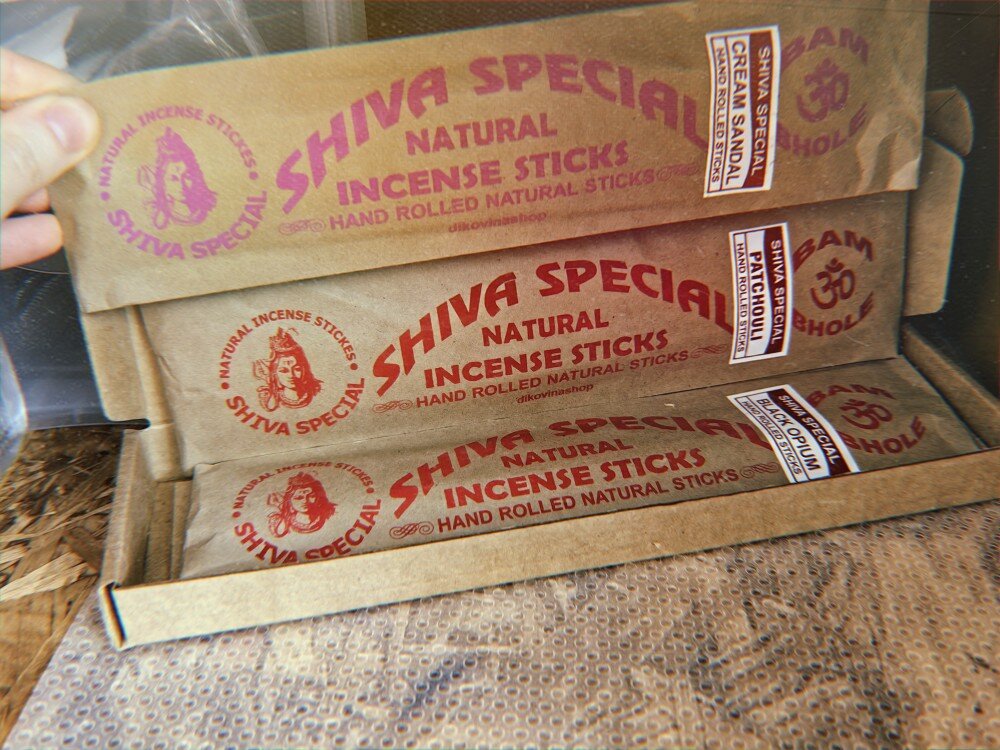 NATURAL INCENSE STICKES
SHIVA SPECIAL
SHIVA SPECIAL
NATURAL
INCENSE STICKS
HAND ROLLED NATURAL STICKS
dikovinashop
SHIVA SPECIAL
CREAM SANDAL
HAND ROLLED STICKS
BAM
ॐ
BHOLE
NATURAL INCENSE STICKES
SHIVA SPECIAL
SHIVA SPECIAL
NATURAL
INCENSE STICKS
HAND ROLLED NATURAL STICKS
dikovinashop
SHIVA SPECIAL
PATCHOULI
HAND ROLLED STICKS
BAM
ॐ
BHOLE
NATURAL INCENSE STICKES
SHIVA SPECIAL
SHIVA SPECIAL
NATURAL
INCENSE STICKS
HAND ROLLED NATURAL STICKS
SHIVA SPECIAL
BLACK OPIUM
HAND ROLLED STICKS
BAM
ॐ
BHOLE